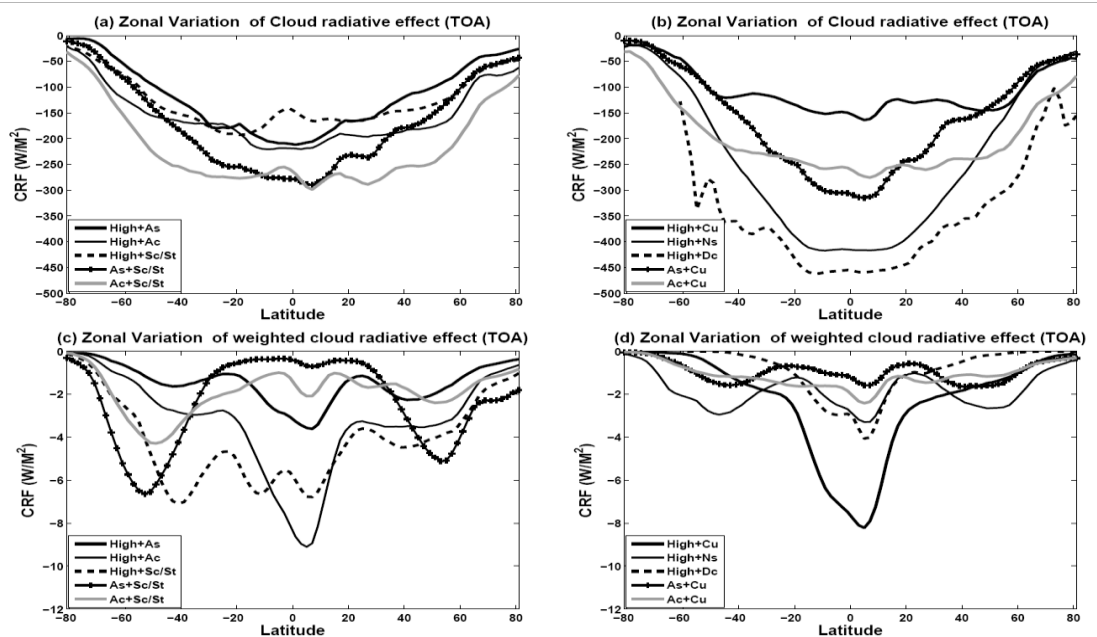 (a) Zonal Variation of Cloud radiative effect (TOA)
0
−50
−100
−150
−200
−250
−300
−350
−400
−450
−500
CRF (W/M²)
High+As
High+Ac
High+Sc/St
As+Sc/St
Ac+Sc/St
−80 −60 −40 −20 0 20 40 60 80
Latitude
(b) Zonal Variation of Cloud radiative effect (TOA)
0
−50
−100
−150
−200
−250
−300
−350
−400
−450
−500
CRF (W/M²)
High+Cu
High+Ns
High+Dc
As+Cu
Ac+Cu
−80 −60 −40 −20 0 20 40 60 80
Latitude
(c) Zonal Variation of weighted cloud radiative effect (TOA)
0
−2
−4
−6
−8
−10
−12
CRF (W/M²)
High+As
High+Ac
High+Sc/St
As+Sc/St
Ac+Sc/St
−80 −60 −40 −20 0 20 40 60 80
Latitude
(d) Zonal Variation of weighted cloud radiative effect (TOA)
0
−2
−4
−6
−8
−10
−12
CRF (W/M²)
High+Cu
High+Ns
High+Dc
As+Cu
Ac+Cu
−80 −60 −40 −20 0 20 40 60 80
Latitude